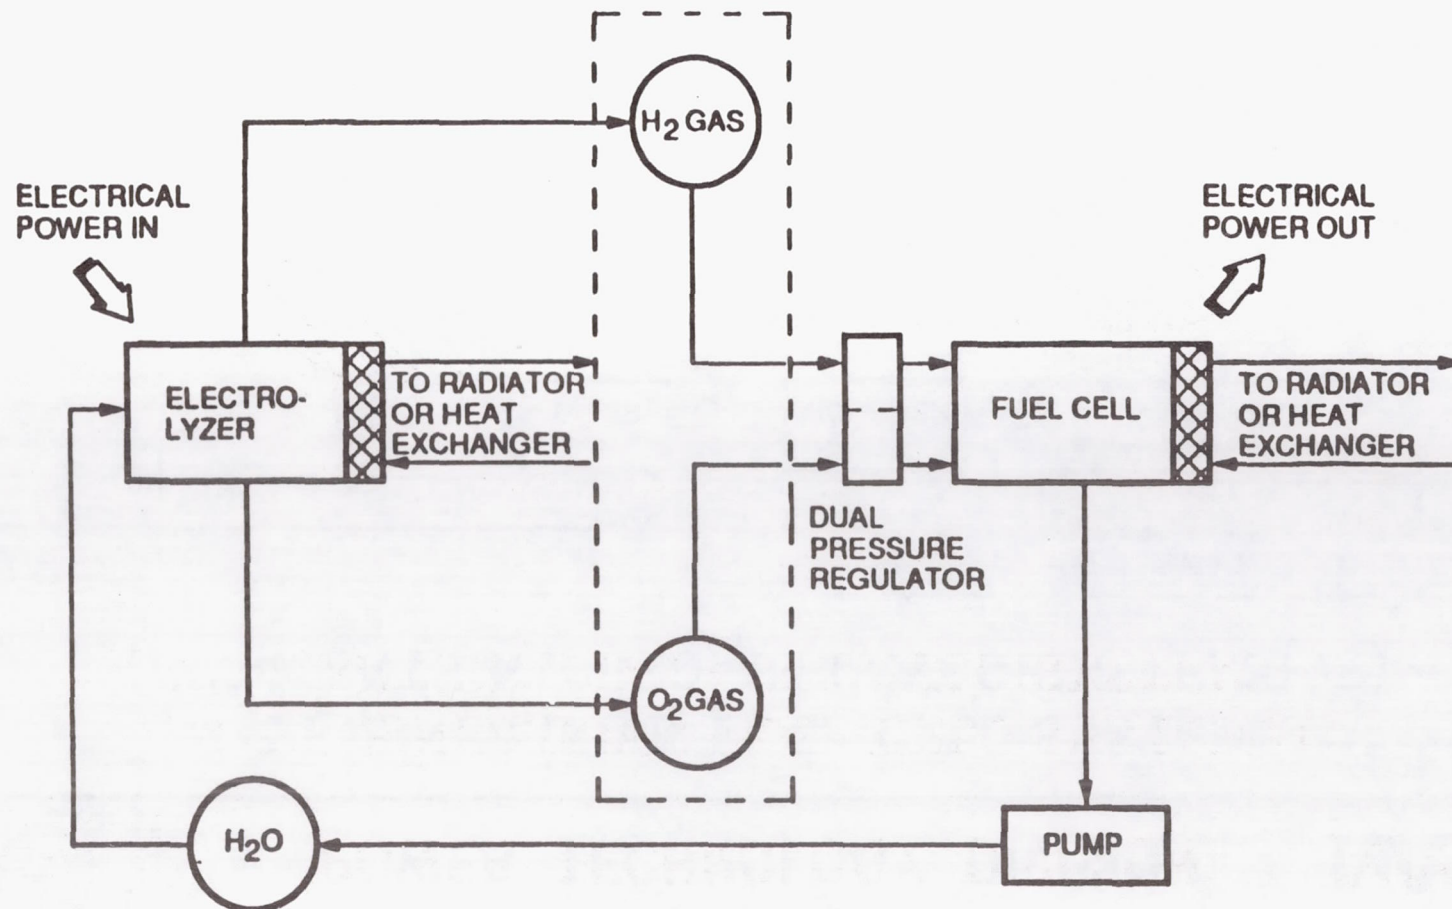 H2 GAS
ELECTRICAL
POWER IN
ELECTRICAL
POWER OUT
ELECTRO-
LYZER
TO RADIATOR
OR HEAT
EXCHANGER
FUEL CELL
TO RADIATOR
OR HEAT
EXCHANGER
DUAL
PRESSURE
REGULATOR
O2 GAS
H2O
PUMP